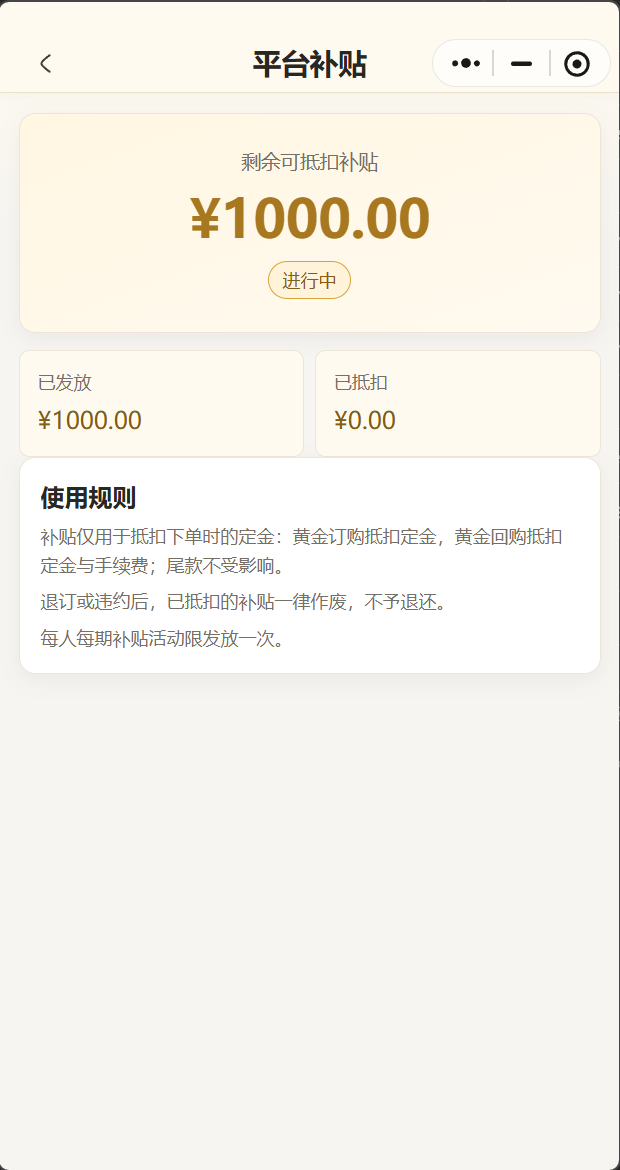 平台补贴
剩余可抵扣补贴
¥1000.00
进行中
已发放
¥1000.00
已抵扣
¥0.00
使用规则
补贴仅用于抵扣下单时的定金：黄金订购抵扣定金，黄金回购抵扣
定金与手续费；尾款不受影响。
退订或违约后，已抵扣的补贴一律作废，不予退还。
每人每期补贴活动限发放一次。